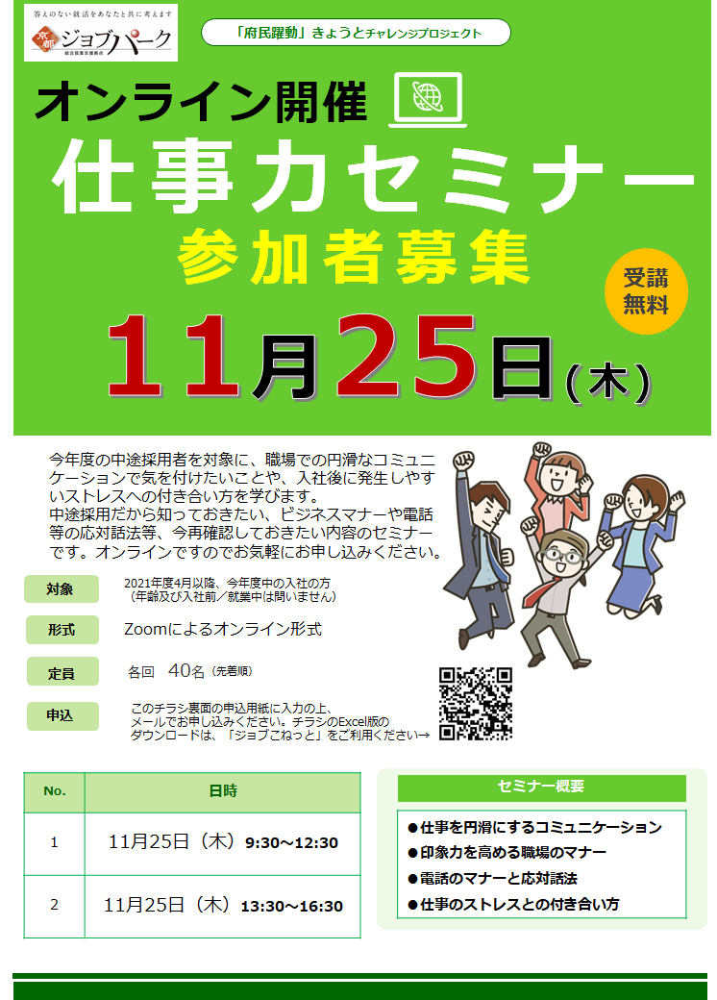 答えのない就活をあなたと共に考えます
京都 ジョブパーク
総合就業支援拠点
「府民躍動」きょうとチャレンジプロジェクト
オンライン開催
仕事力セミナー
参加者募集
受講
無料
11月25日(木)
今年度の中途採用者を対象に、職場での円滑なコミュニ
ケーションで気を付けたいことや、入社後に発生しやす
いストレスへの付き合い方を学びます。
中途採用だから知っておきたい、ビジネスマナーや電話
等の応対話法等、今再確認しておきたい内容のセミナー
です。オンラインですのでお気軽にお申し込みください。
対象
2021年度4月以降、今年度中の入社の方
（年齢及び入社前／就業中は問いません）
形式
Zoomによるオンライン形式
定員
各回 40名（先着順）
申込
このチラシ裏面の申込用紙に入力の上、
メールでお申し込みください。チラシのExcel版の
ダウンロードは、「ジョブこねっと」をご利用ください→
No. 日時
1 11月25日（木）9:30～12:30
2 11月25日（木）13:30～16:30
セミナー概要
●仕事を円滑にするコミュニケーション
●印象力を高める職場のマナー
●電話のマナーと応対話法
●仕事のストレスとの付き合い方